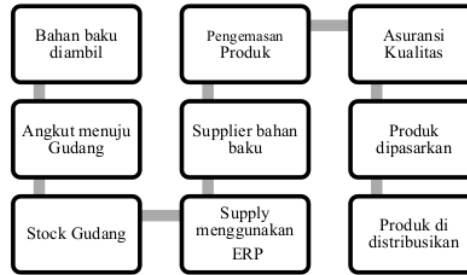 Bahan baku
diambil
Angkut menuju
Gudang
Stock Gudang
Supply
menggunakan
ERP
Supplier bahan
baku
Pengemasan
Produk
Asuransi
Kualitas
Produk
dipasarkan
Produk di
distribusikan